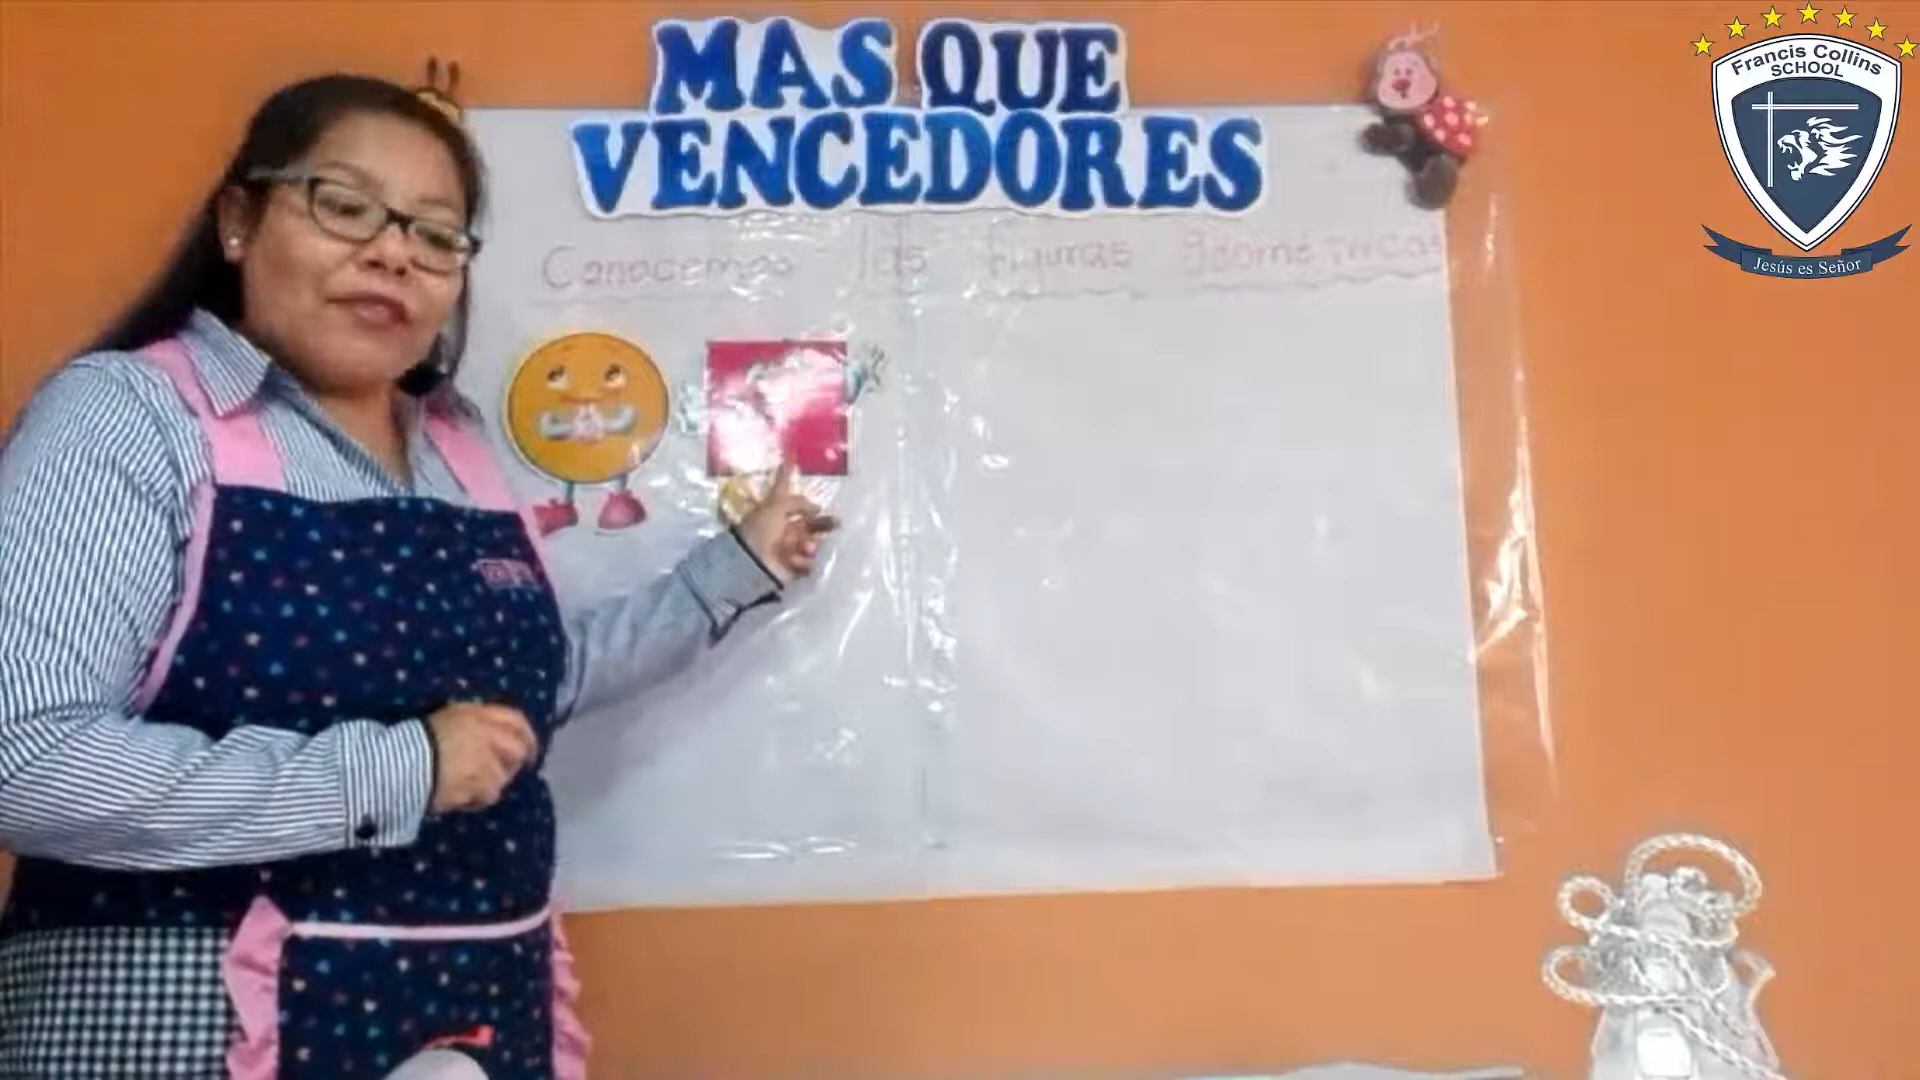 MAS QUE
VENCEDORES
Conocemos las figuras geométricas
Francis Collins
SCHOOL
Jesús es Señor